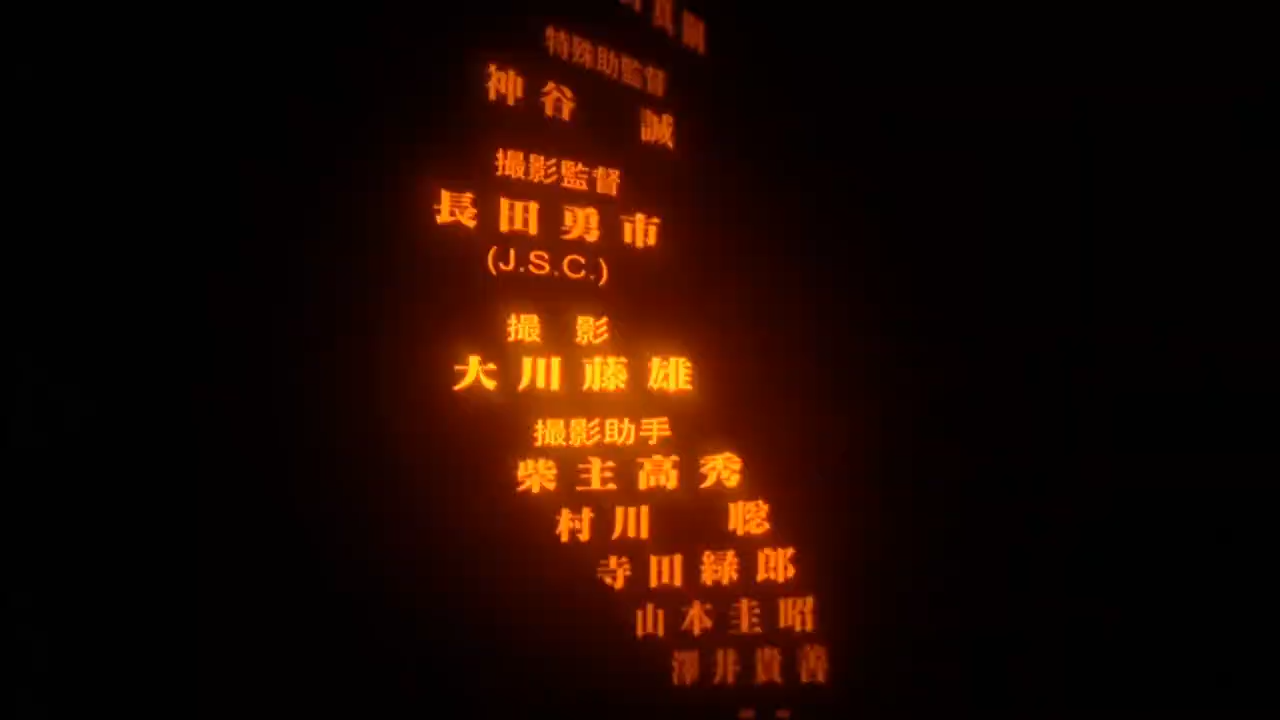 特殊助監督
神谷 誠
撮影監督
長田勇市
(J.S.C.)
撮 影
大川藤雄
撮影助手
柴主高秀
村川 聡
寺田緑郎
山本圭昭
澤井貴善